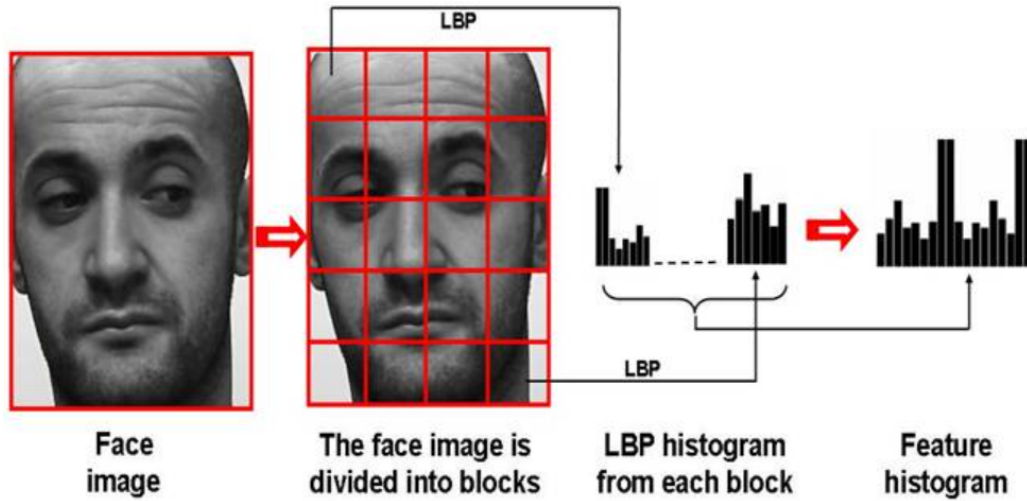 LBP
LBP
Face
image
The face image is
divided into blocks
LBP histogram
from each block
Feature
histogram